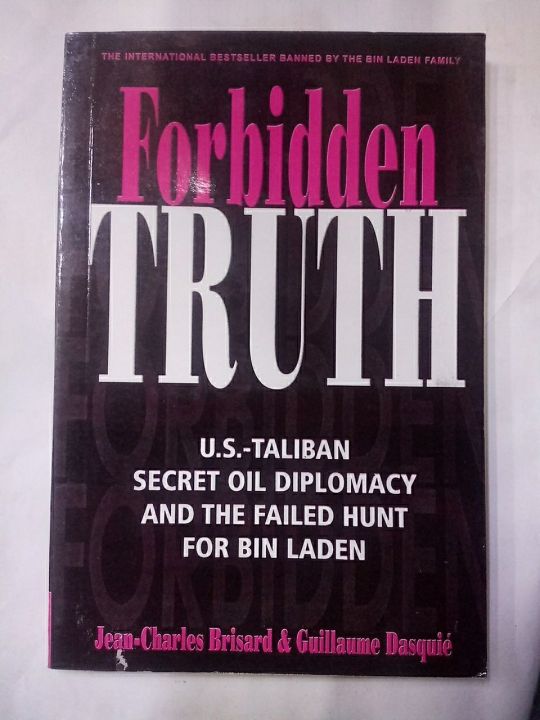 THE INTERNATIONAL BESTSELLER BANNED BY THE BIN LADEN FAMILY
Forbidden
TRUTH
U.S.-TALIBAN
SECRET OIL DIPLOMACY
AND THE FAILED HUNT
FOR BIN LADEN
Jean-Charles Brisard & Guillaume Dasquié